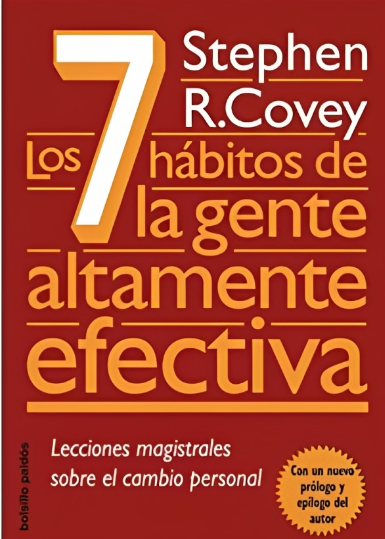 Stephen
R.Covey
Los 7 hábitos de
la gente
altamente
efectiva
Lecciones magistrales
sobre el cambio personal
Con un nuevo
prólogo y
epílogo del
autor
bolsillo paidós